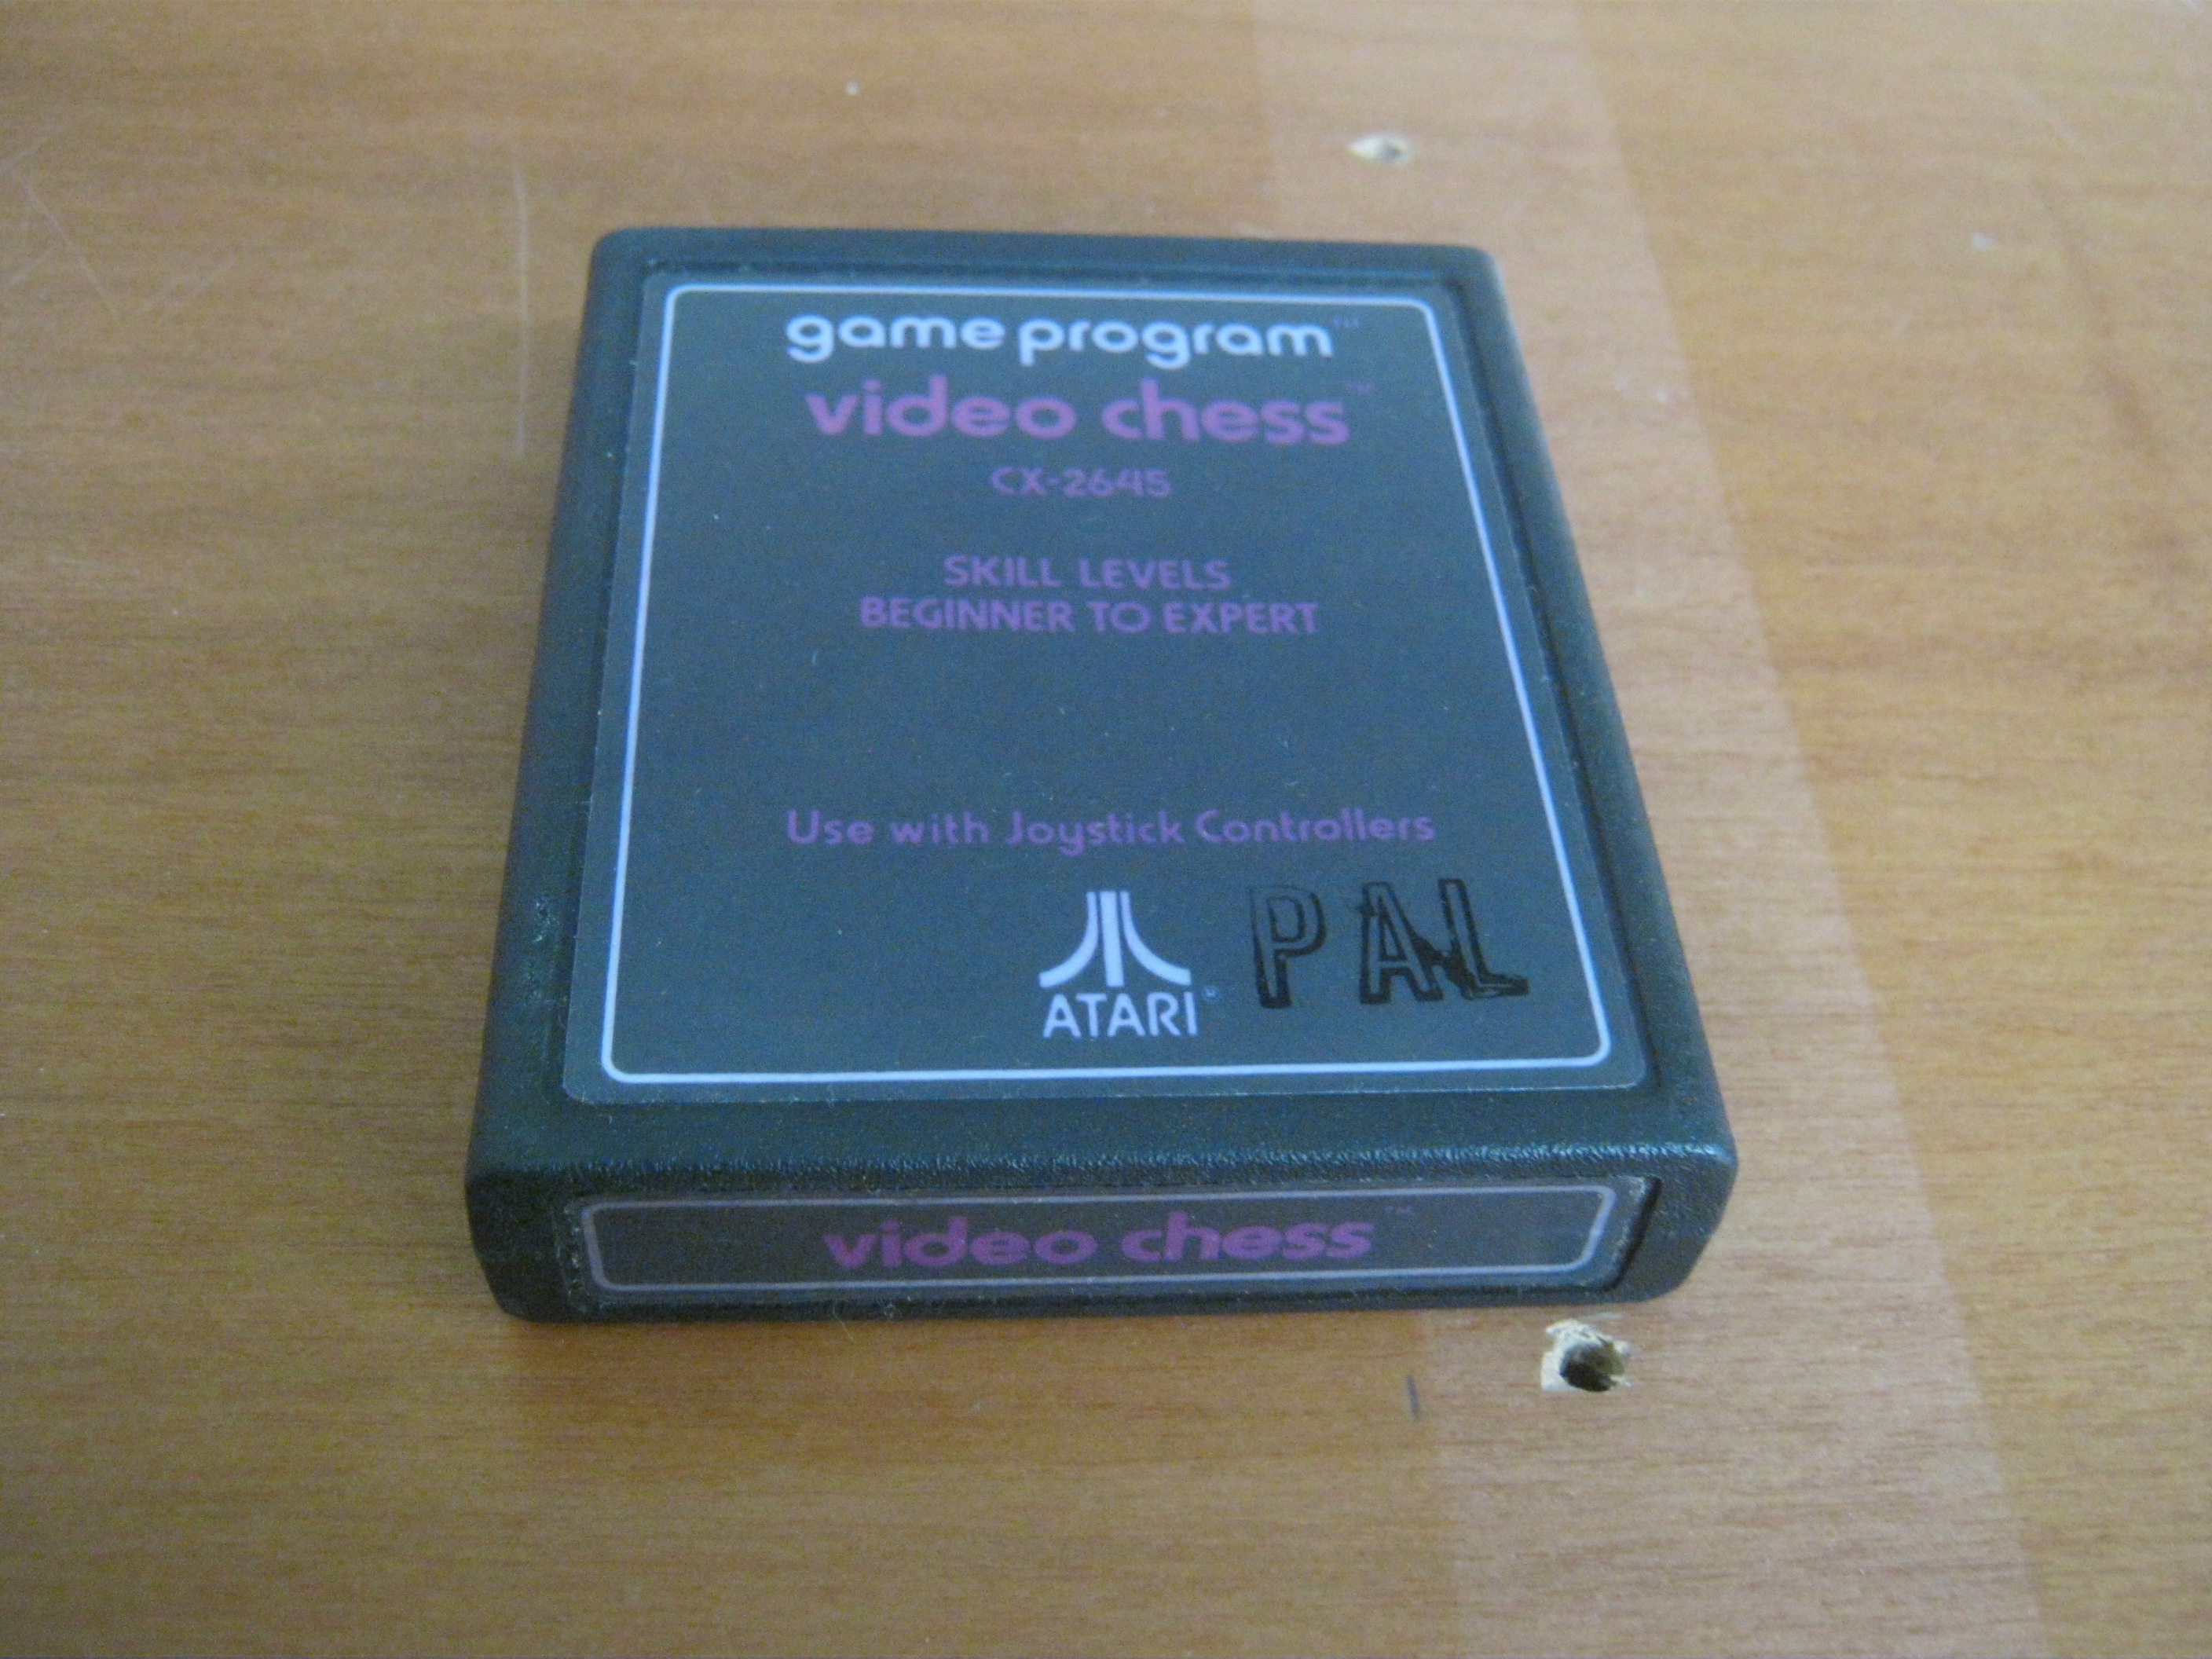 game program™
video chess™
CX-2645
SKILL LEVELS
BEGINNER TO EXPERT
Use with Joystick Controllers
ATARI® PAL
video chess™